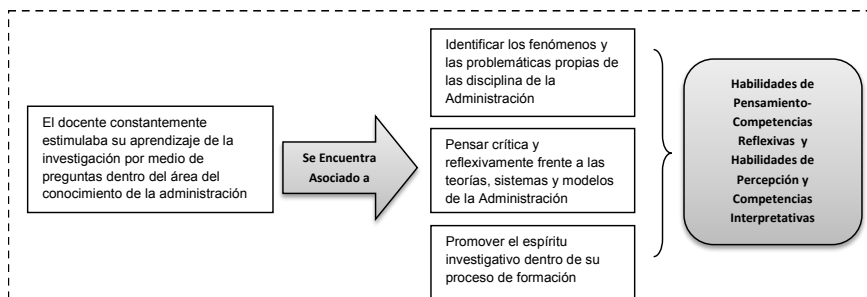 El docente constantemente
estimulaba su aprendizaje de la
investigación por medio de
preguntas dentro del área del
conocimiento de la administración
Se Encuentra
Asociado a
Identificar los fenómenos y
las problemáticas propias de
las disciplina de la
Administración
Pensar crítica y
reflexivamente frente a las
teorías, sistemas y modelos
de la Administración
Promover el espíritu
investigativo dentro de su
proceso de formación
Habilidades de
Pensamiento-
Competencias
Reflexivas y
Habilidades de
Percepción y
Competencias
Interpretativas